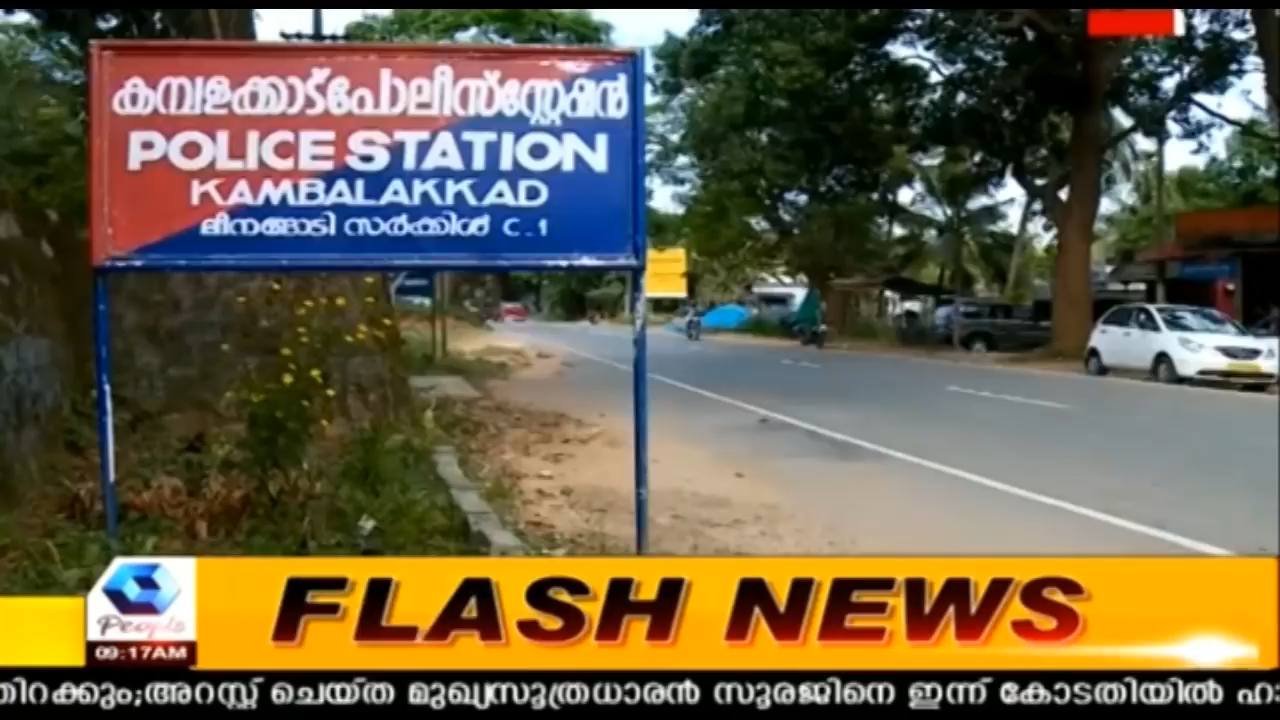 കമ്പളക്കാട് പോലീസ് സ്റ്റേഷൻ
POLICE STATION
KAMBALAKKAD
മീനങ്ങാടി സർക്കിൾ C.1
FLASH NEWS
People
09:17AM
തിറക്കും;അറസ്റ്റ് ചെയ്ത മുഖ്യസൂത്രധാരൻ സൂരജിനെ ഇന്ന് കോടതിയിൽ ഹാ